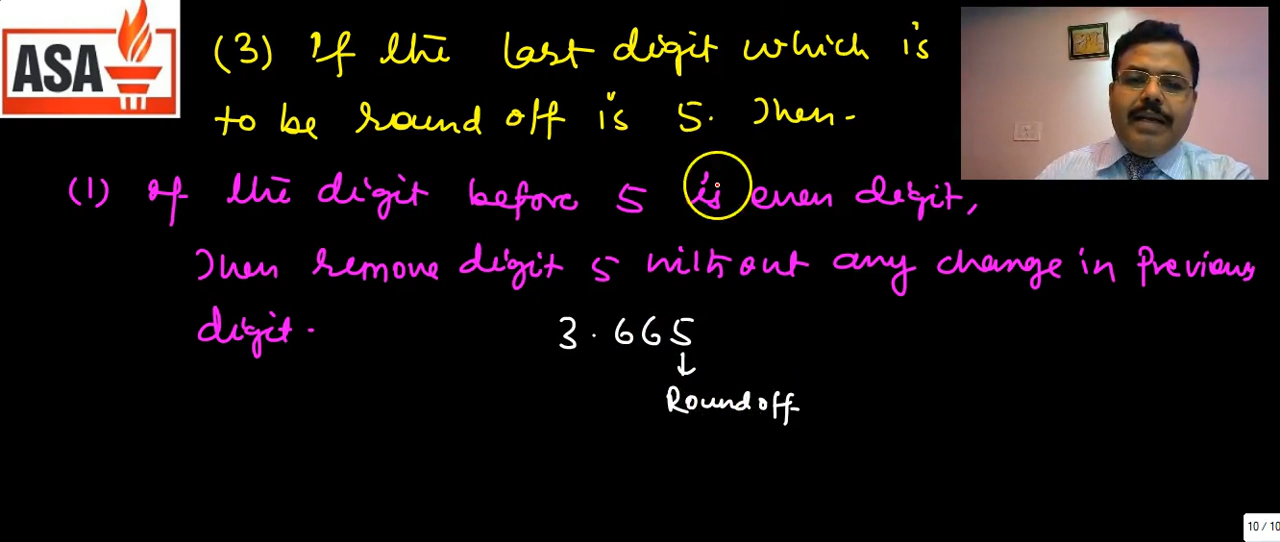 ASA
(3) If the last digit which is
to be round off is 5. Then-
(1) If the digit before 5 is even digit,
Then remove digit 5 without any change in Previous
digit.
3.665
↓
Round off
10 / 10